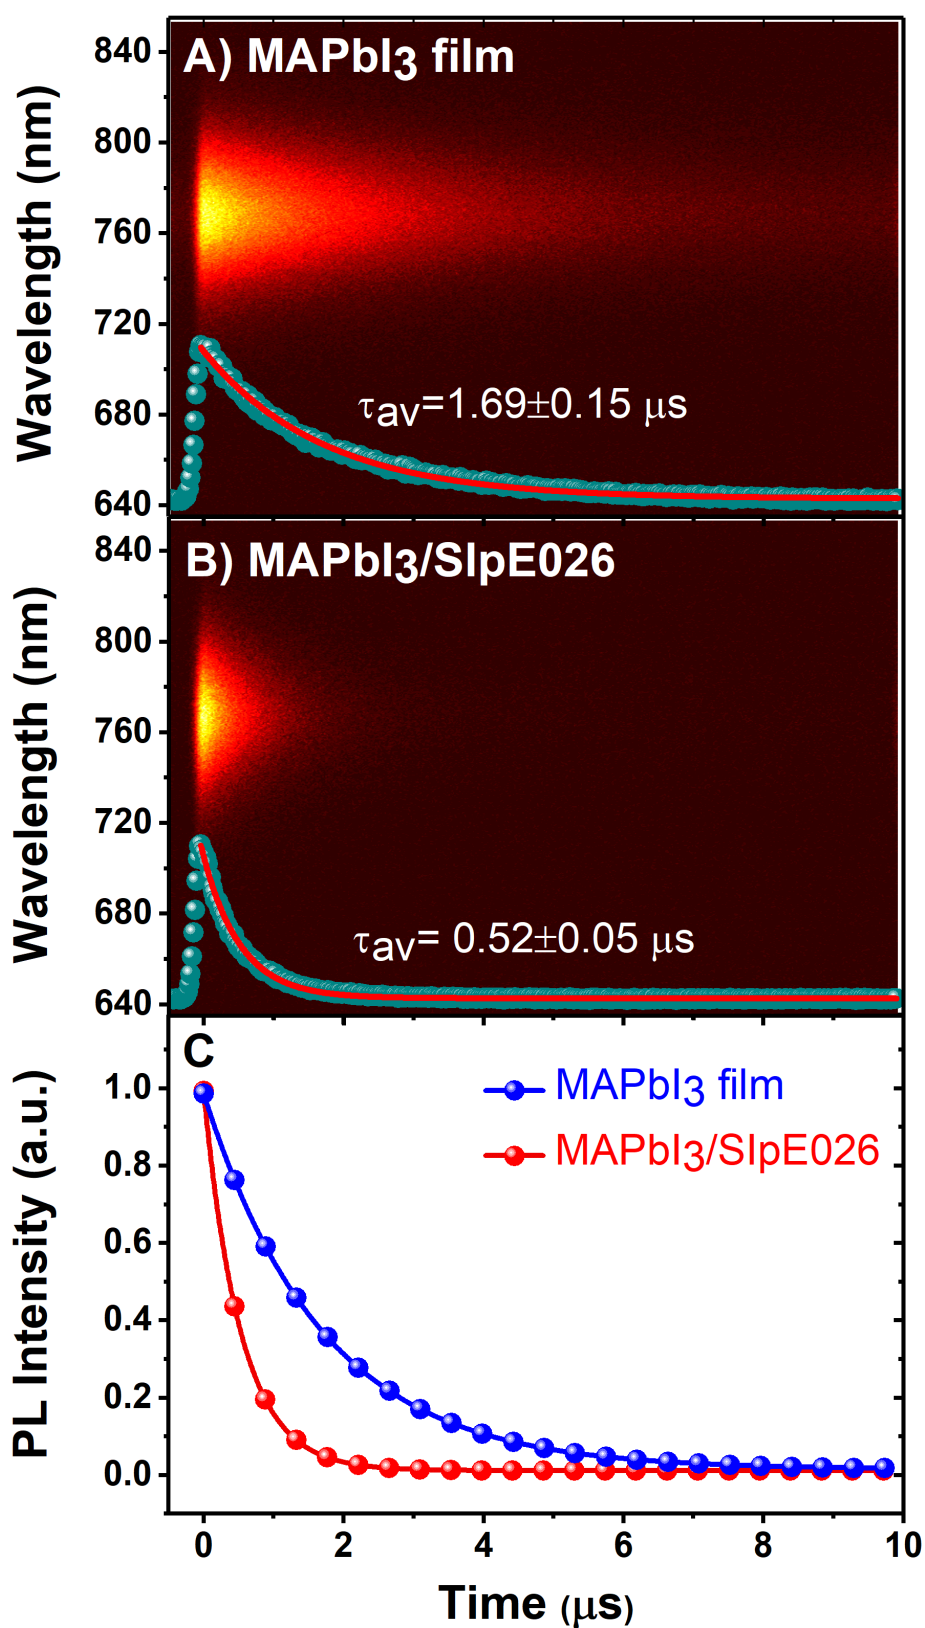 A) MAPbI3 film
Wavelength (nm)
840
800
760
720
680
640
τav=1.69±0.15 μs
B) MAPbI3/SIpE026
Wavelength (nm)
840
800
760
720
680
640
τav= 0.52±0.05 μs
C
PL Intensity (a.u.)
1.0
0.8
0.6
0.4
0.2
0.0
MAPbI3 film
MAPbI3/SIpE026
0 2 4 6 8 10
Time (μs)